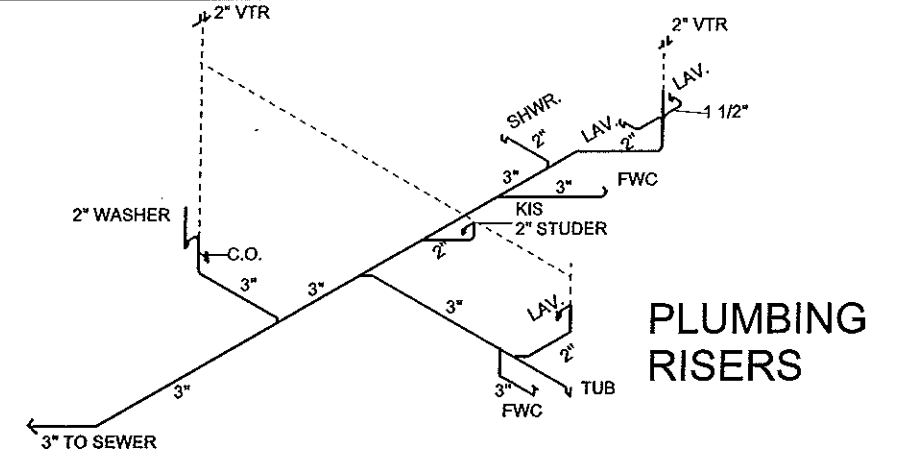 2" VTR
2" VTR
LAV.
1 1/2"
SHWR.
2"
LAV.
2"
3"
3"
FWC
KIS
2" STUDER
2"
2" WASHER
C.O.
3"
3"
3"
LAV.
2"
PLUMBING
RISERS
3"
TUB
3"
FWC
3" TO SEWER